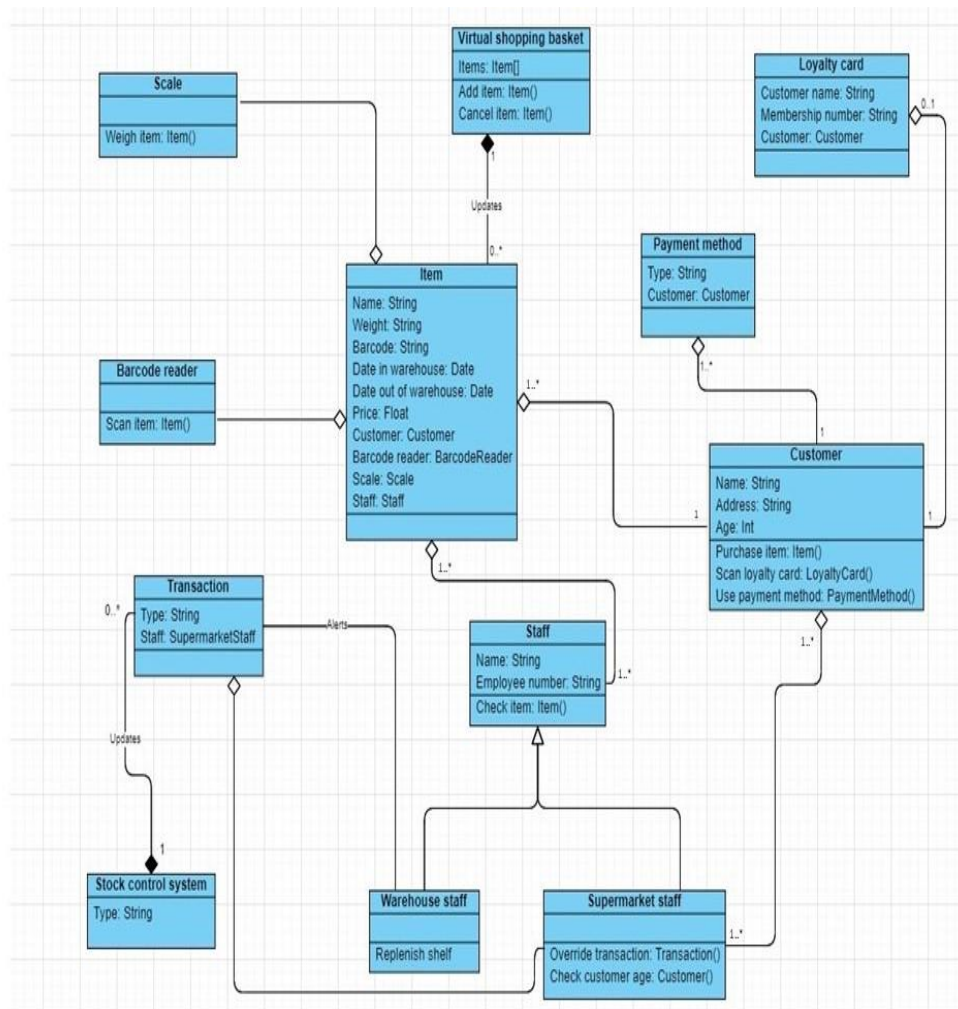 Virtual shopping basket
Items: Item[]
Add item: Item()
Cancel item: Item()
1
Updates
0..*
Loyalty card
Customer name: String
Membership number: String
Customer: Customer
0..1
Scale
Weigh item: Item()
Payment method
Type: String
Customer: Customer
1..*
1
Item
Name: String
Weight: String
Barcode: String
Date in warehouse: Date
Date out of warehouse: Date
Price: Float
Customer: Customer
Barcode reader: BarcodeReader
Scale: Scale
Staff: Staff
1..*
1
Barcode reader
Scan item: Item()
Customer
Name: String
Address: String
Age: Int
Purchase item: Item()
Scan loyalty card: LoyaltyCard()
Use payment method: PaymentMethod()
1
1..*
1..*
Transaction
Type: String
Staff: SupermarketStaff
0..*
Alerts
Staff
Name: String
Employee number: String
Check item: Item()
1..*
Updates
1
Stock control system
Type: String
Warehouse staff
Replenish shelf
Supermarket staff
Override transaction: Transaction()
Check customer age: Customer()
1..*